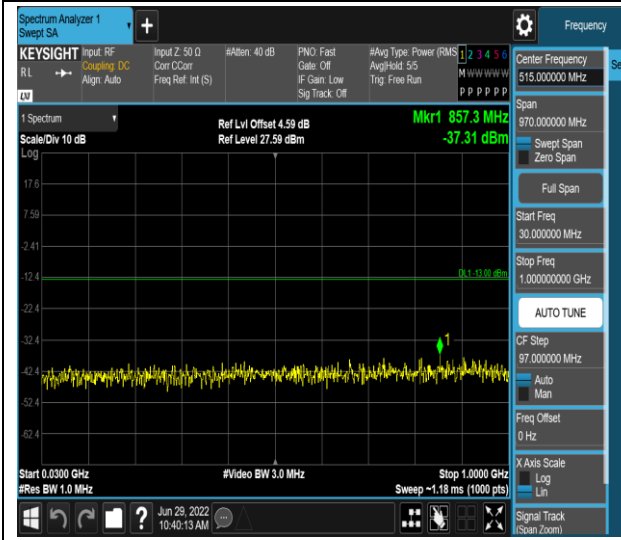 Spectrum Analyzer 1
Swept SA
Frequency
KEYSIGHT
RL
LXI
Input: RF
Coupling: DC
Align: Auto
Input Z: 50 Ω
Corr CCorr
Freq Ref: Int (S)
#Atten: 40 dB
PNO: Fast
Gate: Off
IF Gain: Low
Sig Track: Off
#Avg Type: Power (RMS
Avg|Hold: 5/5
Trig: Free Run
1 2 3 4 5 6
M W W W W W
P P P P P P
1 Spectrum
Scale/Div 10 dB
Log
Ref Lvl Offset 4.59 dB
Ref Level 27.59 dBm
Mkr1 857.3 MHz
-37.31 dBm
17.6
7.59
-2.41
-12.4
-22.4
-32.4
-42.4
-52.4
-62.4
DL1 -13.00 dBm
1
Start 0.0300 GHz
#Res BW 1.0 MHz
#Video BW 3.0 MHz
Stop 1.0000 GHz
Sweep ~1.18 ms (1000 pts)
Jun 29, 2022
10:40:13 AM
Center Frequency
515.000000 MHz
Se
Span
970.000000 MHz
Swept Span
Zero Span
Full Span
Start Freq
30.000000 MHz
Stop Freq
1.000000000 GHz
AUTO TUNE
CF Step
97.000000 MHz
Auto
Man
Freq Offset
0 Hz
X Axis Scale
Log
Lin
Signal Track
(Span Zoom)